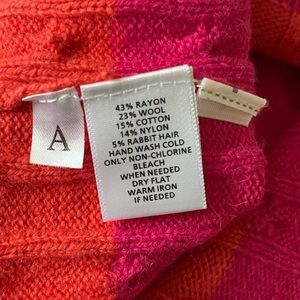 A
43% RAYON
23% WOOL
15% COTTON
14% NYLON
5% RABBIT HAIR
HAND WASH COLD
ONLY NON-CHLORINE
BLEACH
WHEN NEEDED
DRY FLAT
WARM IRON
IF NEEDED